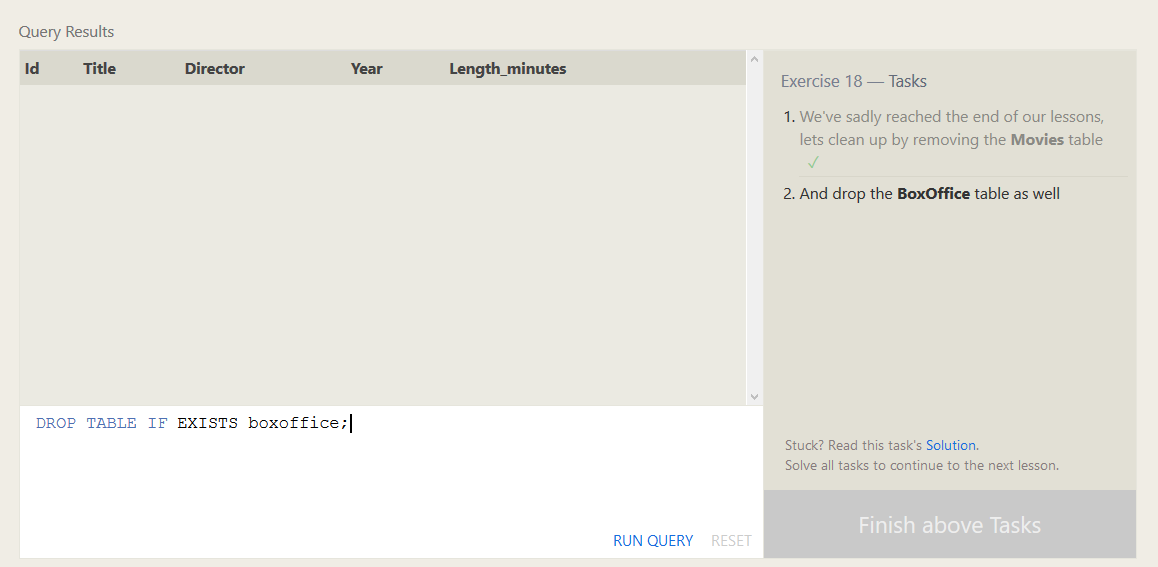 Query Results
Id Title Director Year Length_minutes
DROP TABLE IF EXISTS boxoffice;
RUN QUERY RESET
Exercise 18 — Tasks
1. We've sadly reached the end of our lessons,
lets clean up by removing the Movies table
✓
2. And drop the BoxOffice table as well
Stuck? Read this task's Solution.
Solve all tasks to continue to the next lesson.
Finish above Tasks